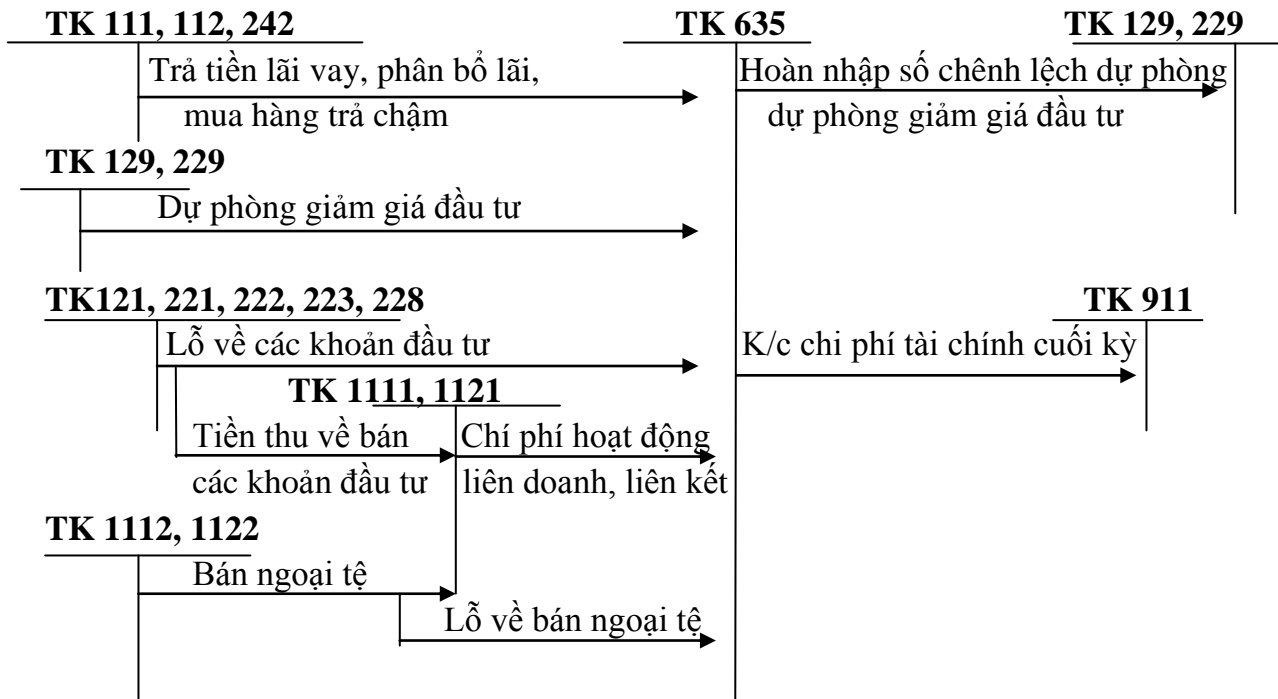 TK 111, 112, 242 TK 635 TK 129, 229
Trả tiền lãi vay, phân bổ lãi, Hoàn nhập số chênh lệch dự phòng
mua hàng trả chậm dự phòng giảm giá đầu tư
TK 129, 229
Dự phòng giảm giá đầu tư
TK121, 221, 222, 223, 228 TK 911
Lỗ về các khoản đầu tư K/c chi phí tài chính cuối kỳ
TK 1111, 1121
Tiền thu về bán Chí phí hoạt động
các khoản đầu tư liên doanh, liên kết
TK 1112, 1122
Bán ngoại tệ
Lỗ về bán ngoại tệ